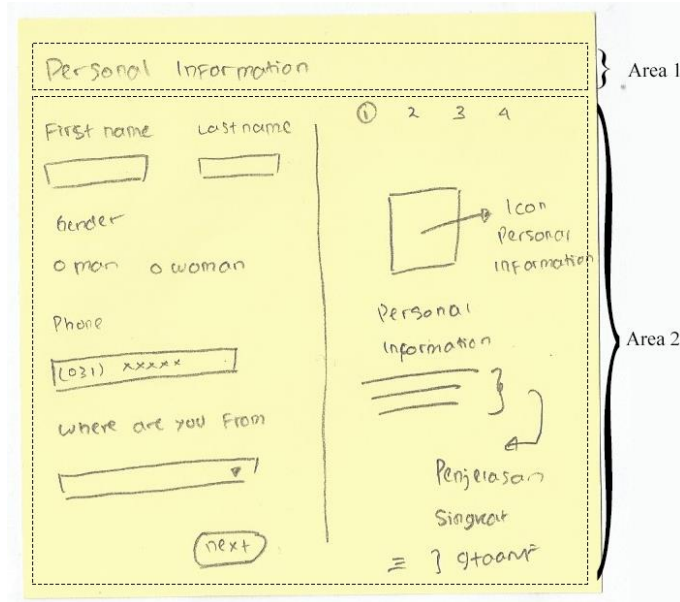 Personal Information
Area 1
First name
Last name
Gender
o man o woman
Phone
(031) xxxxx
Where are you From
next
① 2 3 4
Icon
Personal
Information
Personal
Information
Penjelasan
Singkat
Area 2